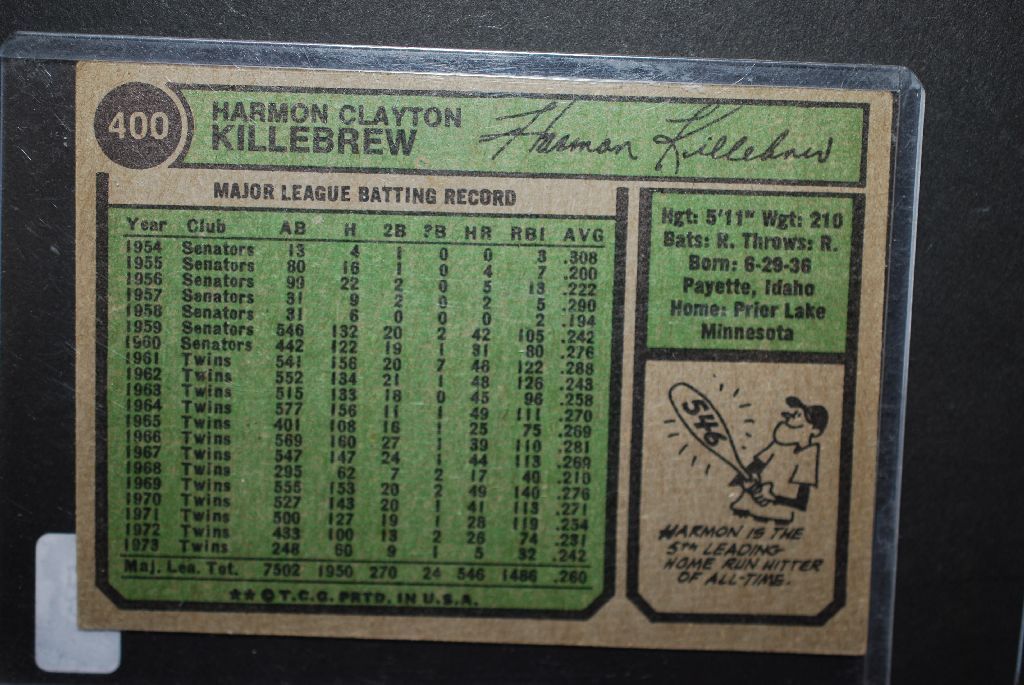 400
HARMON CLAYTON
KILLEBREW
Harmon Killebrew
MAJOR LEAGUE BATTING RECORD
Year Club AB H 2B 3B HR RBI AVG
1954 Senators 13 4 1 0 0 3 .308
1955 Senators 80 16 1 0 4 7 .200
1956 Senators 99 22 2 0 5 13 .222
1957 Senators 31 9 2 0 2 5 .290
1958 Senators 31 6 0 0 0 2 .194
1959 Senators 546 132 20 2 42 105 .242
1960 Senators 442 122 19 1 31 80 .276
1961 Twins 541 156 20 7 46 122 .288
1962 Twins 552 134 21 1 48 126 .243
1963 Twins 515 133 18 0 45 96 .258
1964 Twins 577 156 11 1 49 111 .270
1965 Twins 401 108 16 1 25 75 .269
1966 Twins 569 160 27 1 39 110 .281
1967 Twins 547 147 24 1 44 113 .269
1968 Twins 295 62 7 2 17 40 .210
1969 Twins 555 153 20 2 49 140 .276
1970 Twins 527 143 20 1 41 113 .271
1971 Twins 500 127 19 1 28 119 .254
1972 Twins 433 100 13 2 26 74 .231
1973 Twins 248 60 9 1 5 32 .242
Maj. Lea. Tot. 7502 1950 270 24 546 1486 .260
★★ © T.C.G. PRTD. IN U.S.A.
Hgt: 5'11" Wgt: 210
Bats: R. Throws: R.
Born: 6-29-36
Payette, Idaho
Home: Prior Lake
Minnesota
546
HARMON IS THE
5TH LEADING
HOME RUN HITTER
OF ALL-TIME.